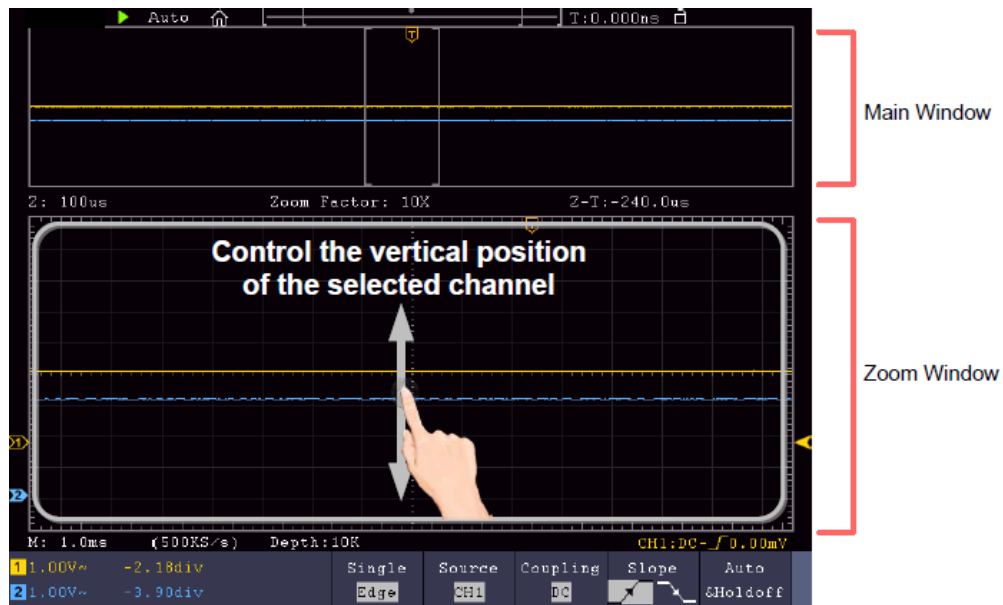 Auto T:0.000ns
T
Main Window
Z: 100us Zoom Factor: 10X Z-T:-240.0us
T
Control the vertical position
of the selected channel
Zoom Window
1
2
M: 1.0ms (500KS/s) Depth:10K CH1:DC- 0.00mV
1 1.00V~ -2.18div Single Source Coupling Slope Auto
2 1.00V~ -3.90div Edge CH1 DC &Holdoff